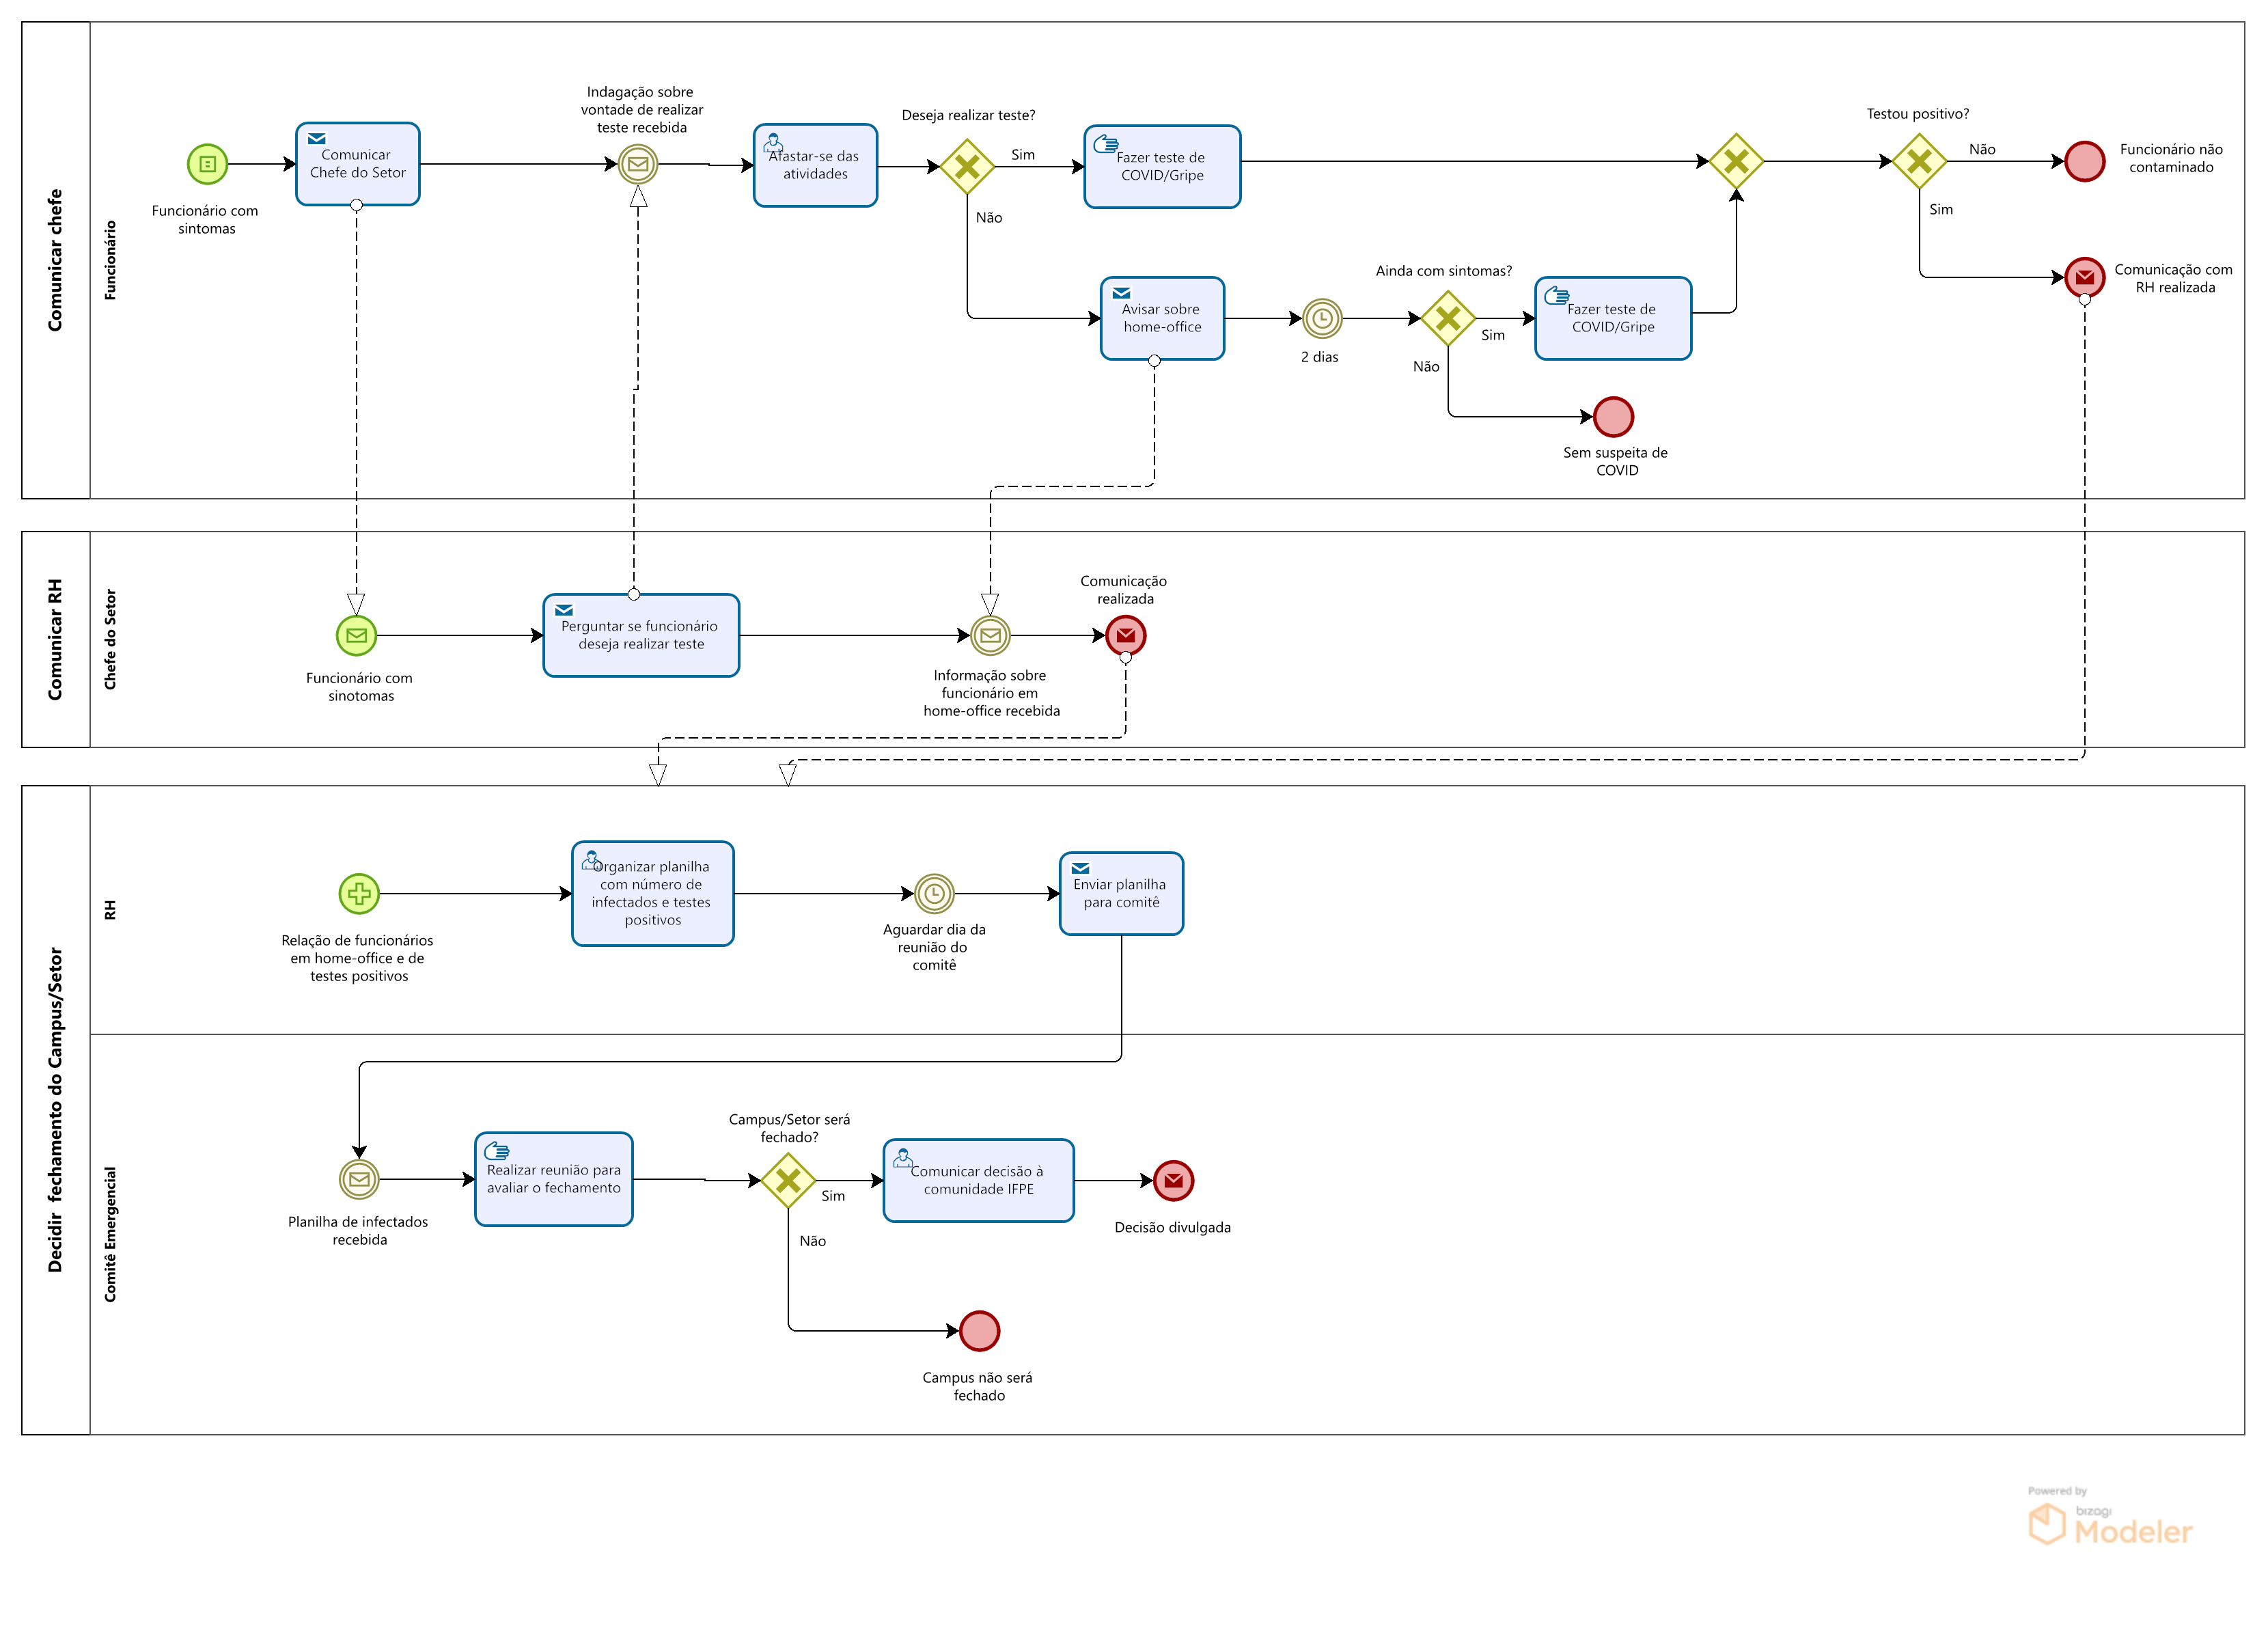 Comunicar chefe
Funcionário
Funcionário com
sintomas
Comunicar
Chefe do Setor
Indagação sobre
vontade de realizar
teste recebida
Afastar-se das
atividades
Deseja realizar teste?
Sim
Não
Fazer teste de
COVID/Gripe
Avisar sobre
home-office
2 dias
Ainda com sintomas?
Sim
Não
Fazer teste de
COVID/Gripe
Sem suspeita de
COVID
Testou positivo?
Não
Sim
Funcionário não
contaminado
Comunicação com
RH realizada
Comunicar RH
Chefe do Setor
Funcionário com
sinotomas
Perguntar se funcionário
deseja realizar teste
Informação sobre
funcionário em
home-office recebida
Comunicação
realizada
Decidir fechamento do Campus/Setor
RH
Relação de funcionários
em home-office e de
testes positivos
Organizar planilha
com número de
infectados e testes
positivos
Aguardar dia da
reunião do
comitê
Enviar planilha
para comitê
Comitê Emergencial
Planilha de infectados
recebida
Realizar reunião para
avaliar o fechamento
Campus/Setor será
fechado?
Sim
Não
Comunicar decisão à
comunidade IFPE
Decisão divulgada
Campus não será
fechado
Powered by
bizagi
Modeler